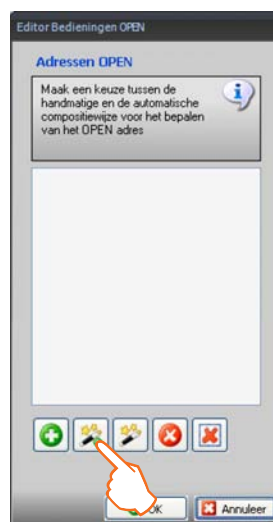 Editor Bedieningen OPEN
Adressen OPEN
Maak een keuze tussen de
handmatige en de automatische
compositiewijze voor het bepalen
van het OPEN adres
OK
Annuleer